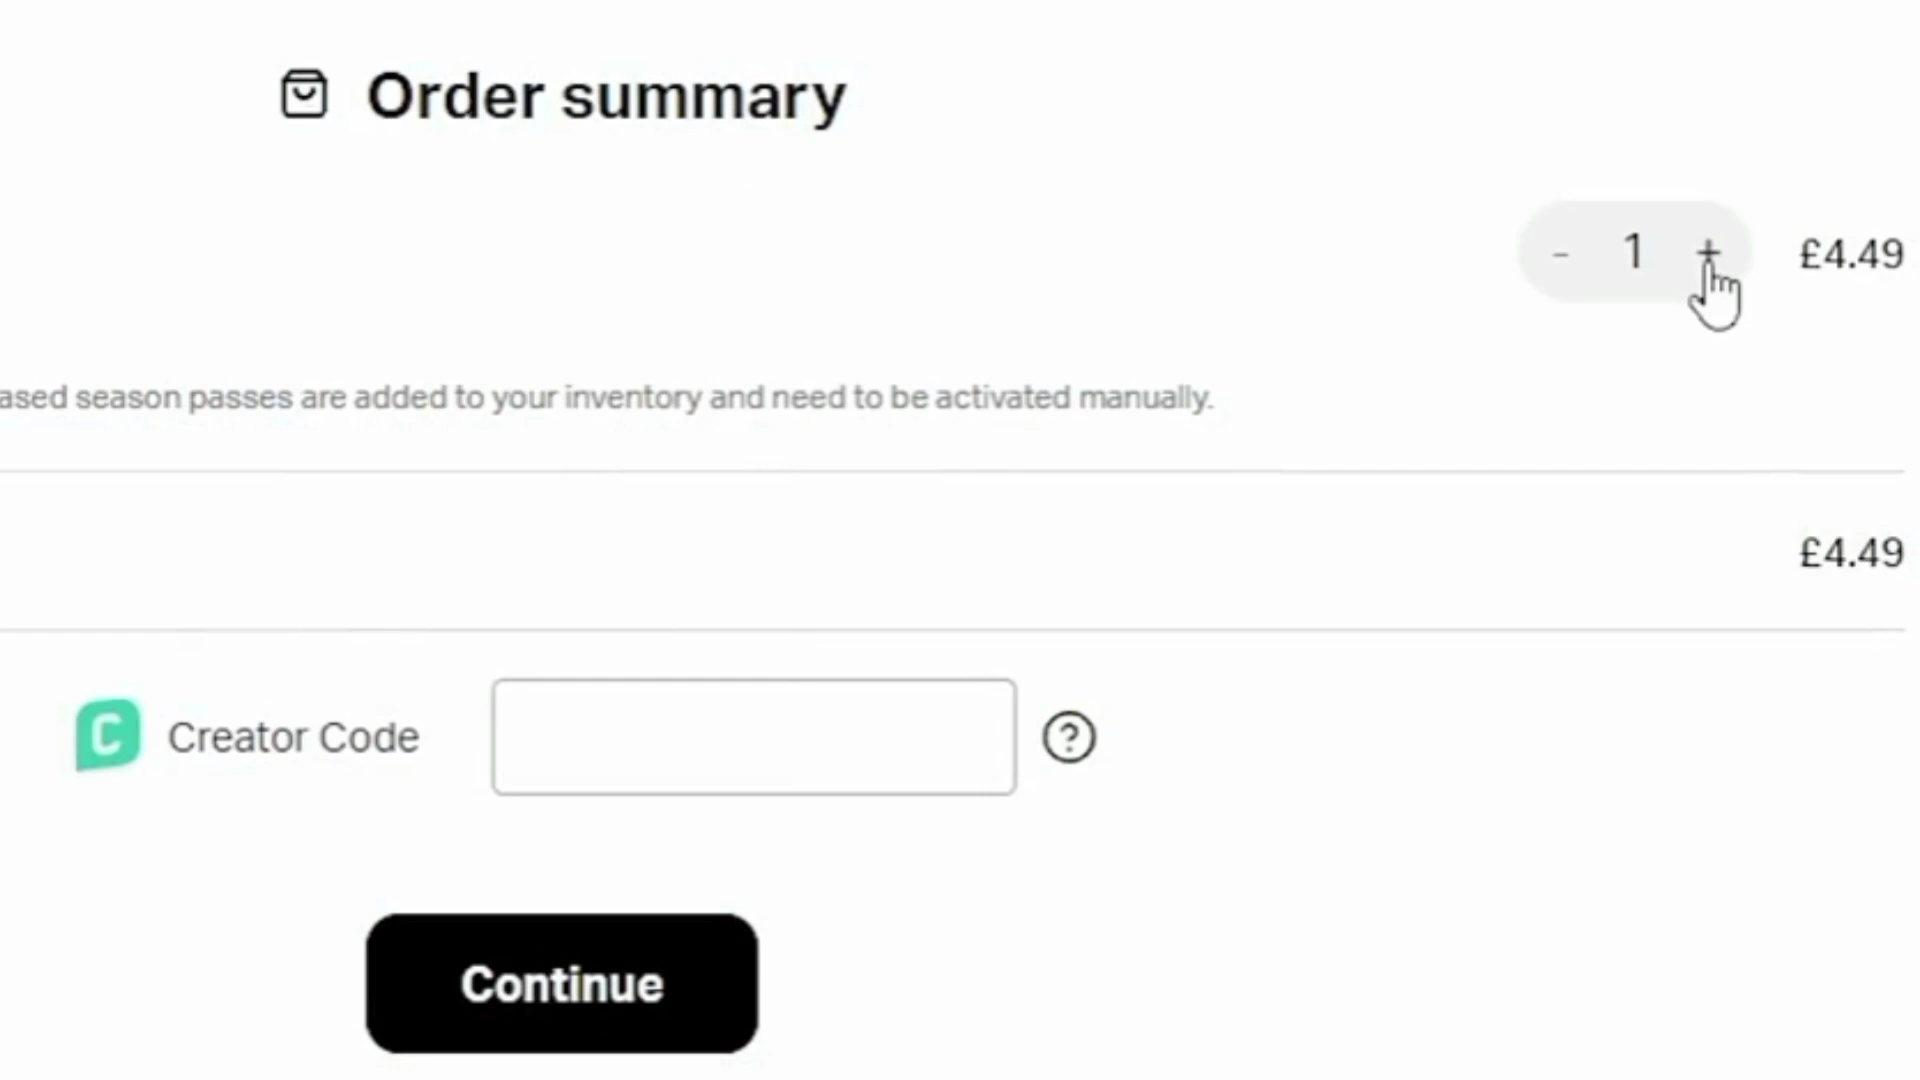 Order summary
- 1 + £4.49
ased season passes are added to your inventory and need to be activated manually.
£4.49
C Creator Code
?
Continue